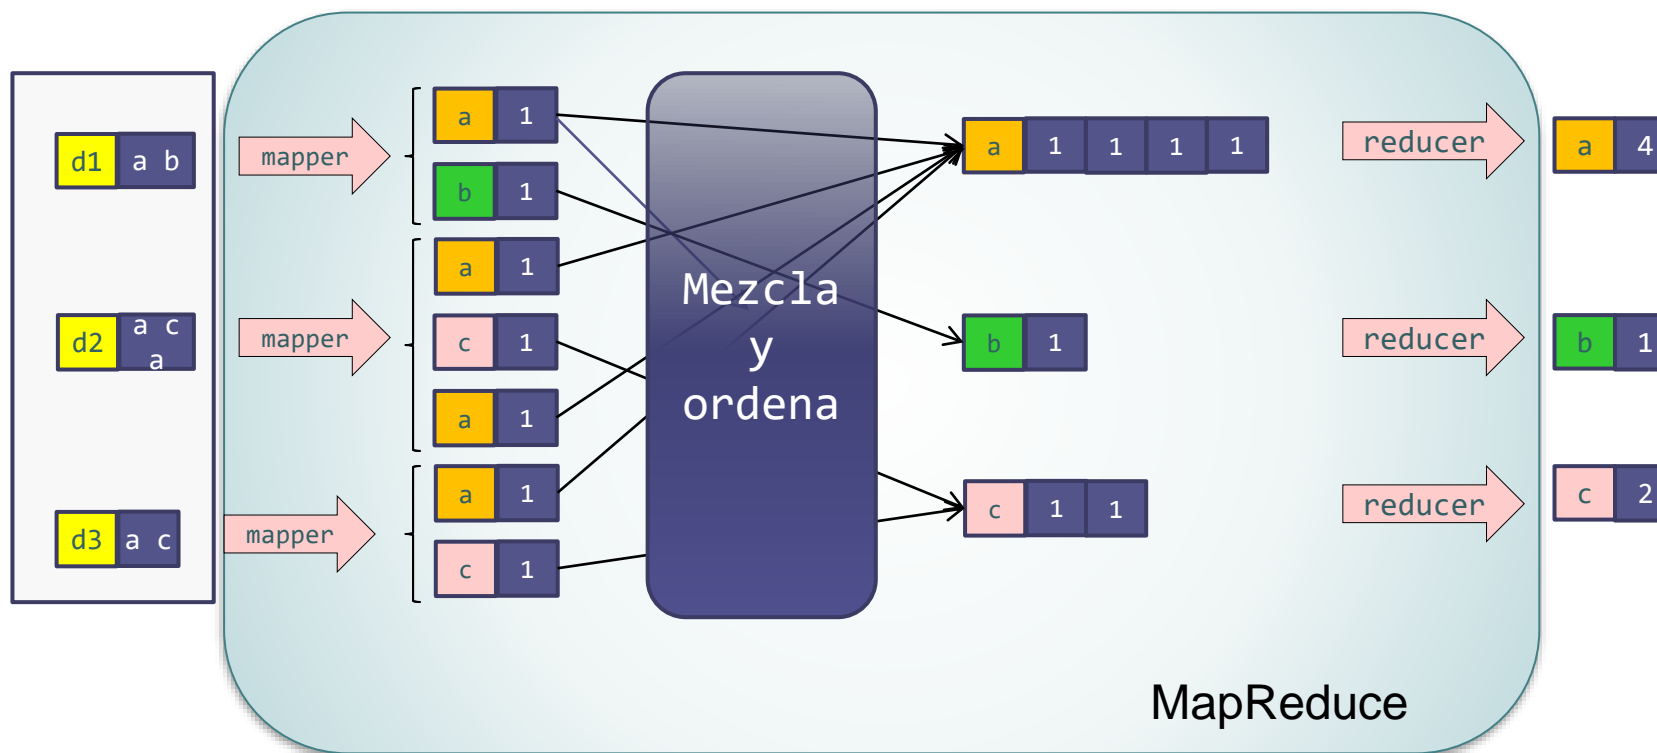 d1 a b
mapper
a 1
b 1
d2 a c
a
mapper
a 1
c 1
a 1
d3 a c
mapper
a 1
c 1
Mezcla
y
ordena
a 1 1 1 1
reducer
a 4
b 1
reducer
b 1
c 1 1
reducer
c 2
MapReduce